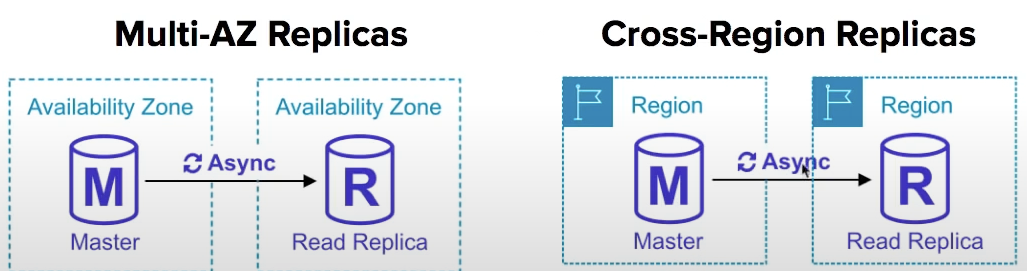 Multi-AZ Replicas
Availability Zone
Availability Zone
M
Async
R
Master
Read Replica
Cross-Region Replicas
Region
Region
M
Async
R
Master
Read Replica